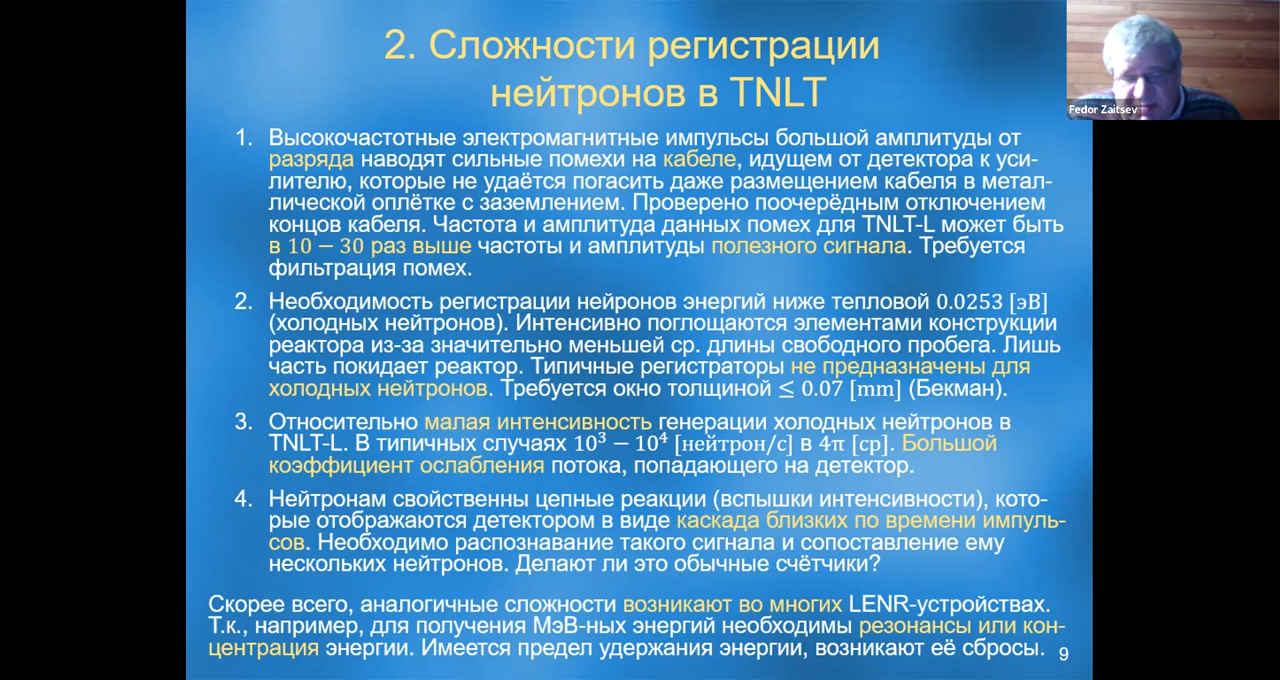 2. Сложности регистрации
нейтронов в TNLT
Fedor Zaitsev
1. Высокочастотные электромагнитные импульсы большой амплитуды от
разряда наводят сильные помехи на кабеле, идущем от детектора к уси-
лителю, которые не удаётся погасить даже размещением кабеля в метал-
лической оплётке с заземлением. Проверено поочерёдным отключением
концов кабеля. Частота и амплитуда данных помех для TNLT-L может быть
в 10 − 30 раз выше частоты и амплитуды полезного сигнала. Требуется
фильтрация помех.
2. Необходимость регистрации нейронов энергий ниже тепловой 0.0253 [эВ]
(холодных нейтронов). Интенсивно поглощаются элементами конструкции
реактора из-за значительно меньшей ср. длины свободного пробега. Лишь
часть покидает реактор. Типичные регистраторы не предназначены для
холодных нейтронов. Требуется окно толщиной ≤ 0.07 [mm] (Бекман).
3. Относительно малая интенсивность генерации холодных нейтронов в
TNLT-L. В типичных случаях 10³ − 10⁴ [нейтрон/с] в 4π [ср]. Большой
коэффициент ослабления потока, попадающего на детектор.
4. Нейтронам свойственны цепные реакции (вспышки интенсивности), кото-
рые отображаются детектором в виде каскада близких по времени импуль-
сов. Необходимо распознавание такого сигнала и сопоставление ему
нескольких нейтронов. Делают ли это обычные счётчики?
Скорее всего, аналогичные сложности возникают во многих LENR-устройствах.
Т.к., например, для получения МэВ-ных энергий необходимы резонансы или кон-
центрация энергии. Имеется предел удержания энергии, возникают её сбросы.
9